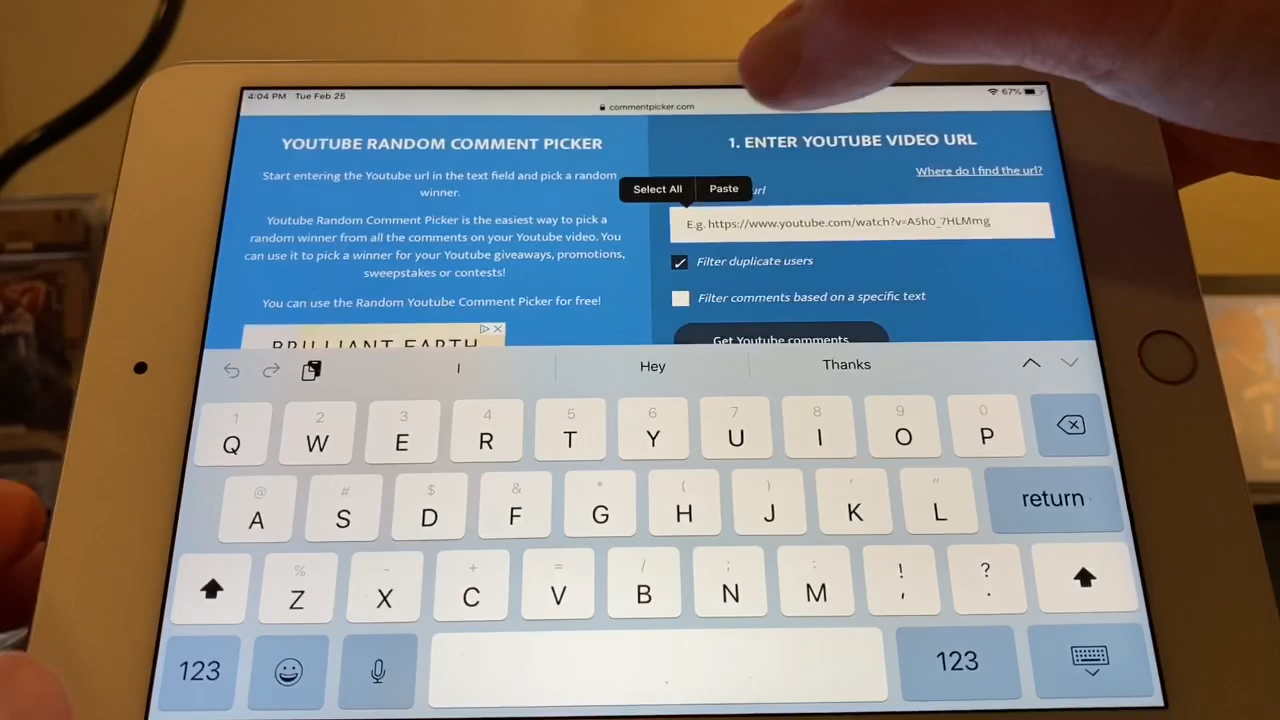 4:04 PM Tue Feb 25
commentpicker.com
67%
YOUTUBE RANDOM COMMENT PICKER
Start entering the Youtube url in the text field and pick a random
winner.
Youtube Random Comment Picker is the easiest way to pick a
random winner from all the comments on your Youtube video. You
can use it to pick a winner for your Youtube giveaways, promotions,
sweepstakes or contests!
You can use the Random Youtube Comment Picker for free!
BRILLIANT EARTH
1. ENTER YOUTUBE VIDEO URL
Where do I find the url?
Select All Paste
url
E.g. https://www.youtube.com/watch?v=A5h0_7HLMmg
Filter duplicate users
Filter comments based on a specific text
Get Youtube comments
I Hey Thanks
1 2 3 4 5 6 7 8 9 0
Q W E R T Y U I O P
@ # $ & * ( ) ' "
A S D F G H J K L return
% - + = / ; : ! ?
Z X C V B N M , .
123 123